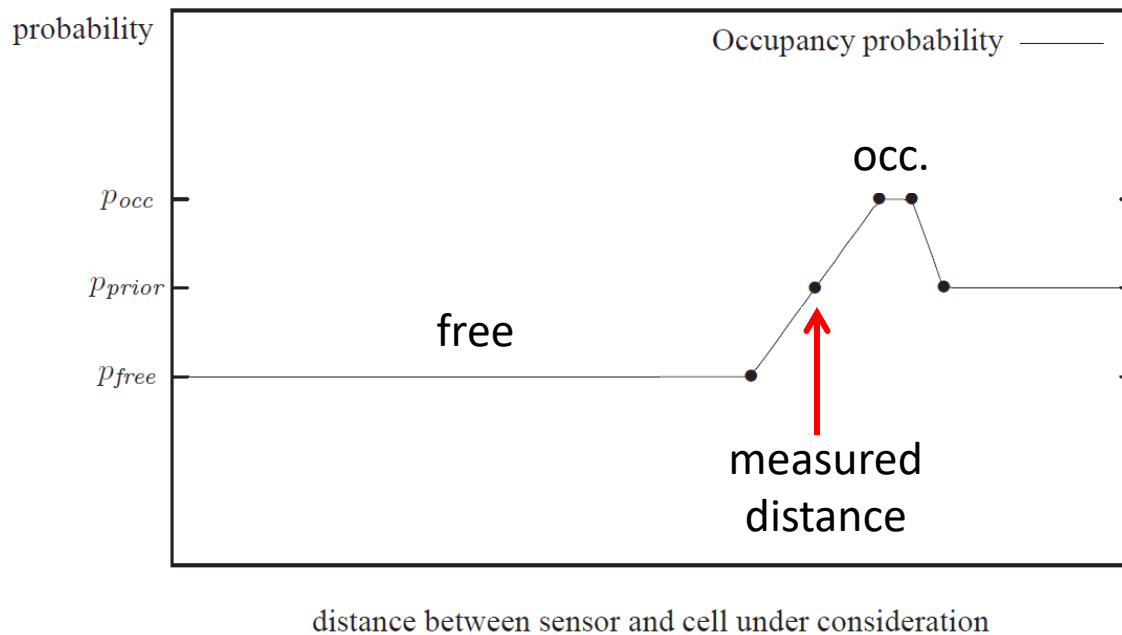 probability
Occupancy probability
occ.
p_occ
p_prior
free
p_free
measured
distance
distance between sensor and cell under consideration